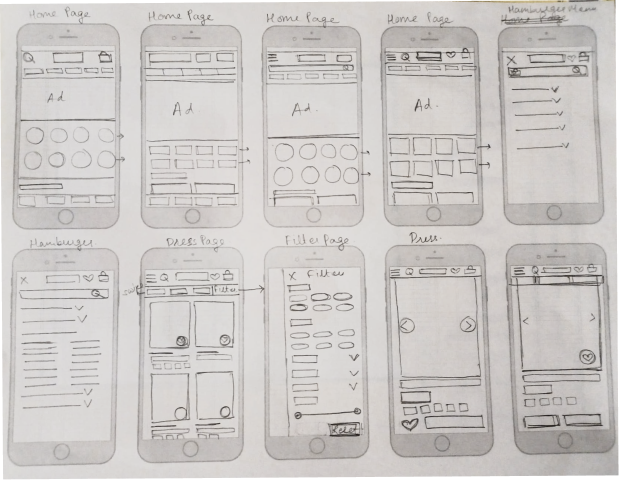 Home Page
Home Page
Home Page
Home Page
Hamburger Menu
Home Page
Ad.
Ad.
Ad.
Ad.
Hamburger
Dress Page
Filter Page
Dress.
Filter
X Filter
Reset